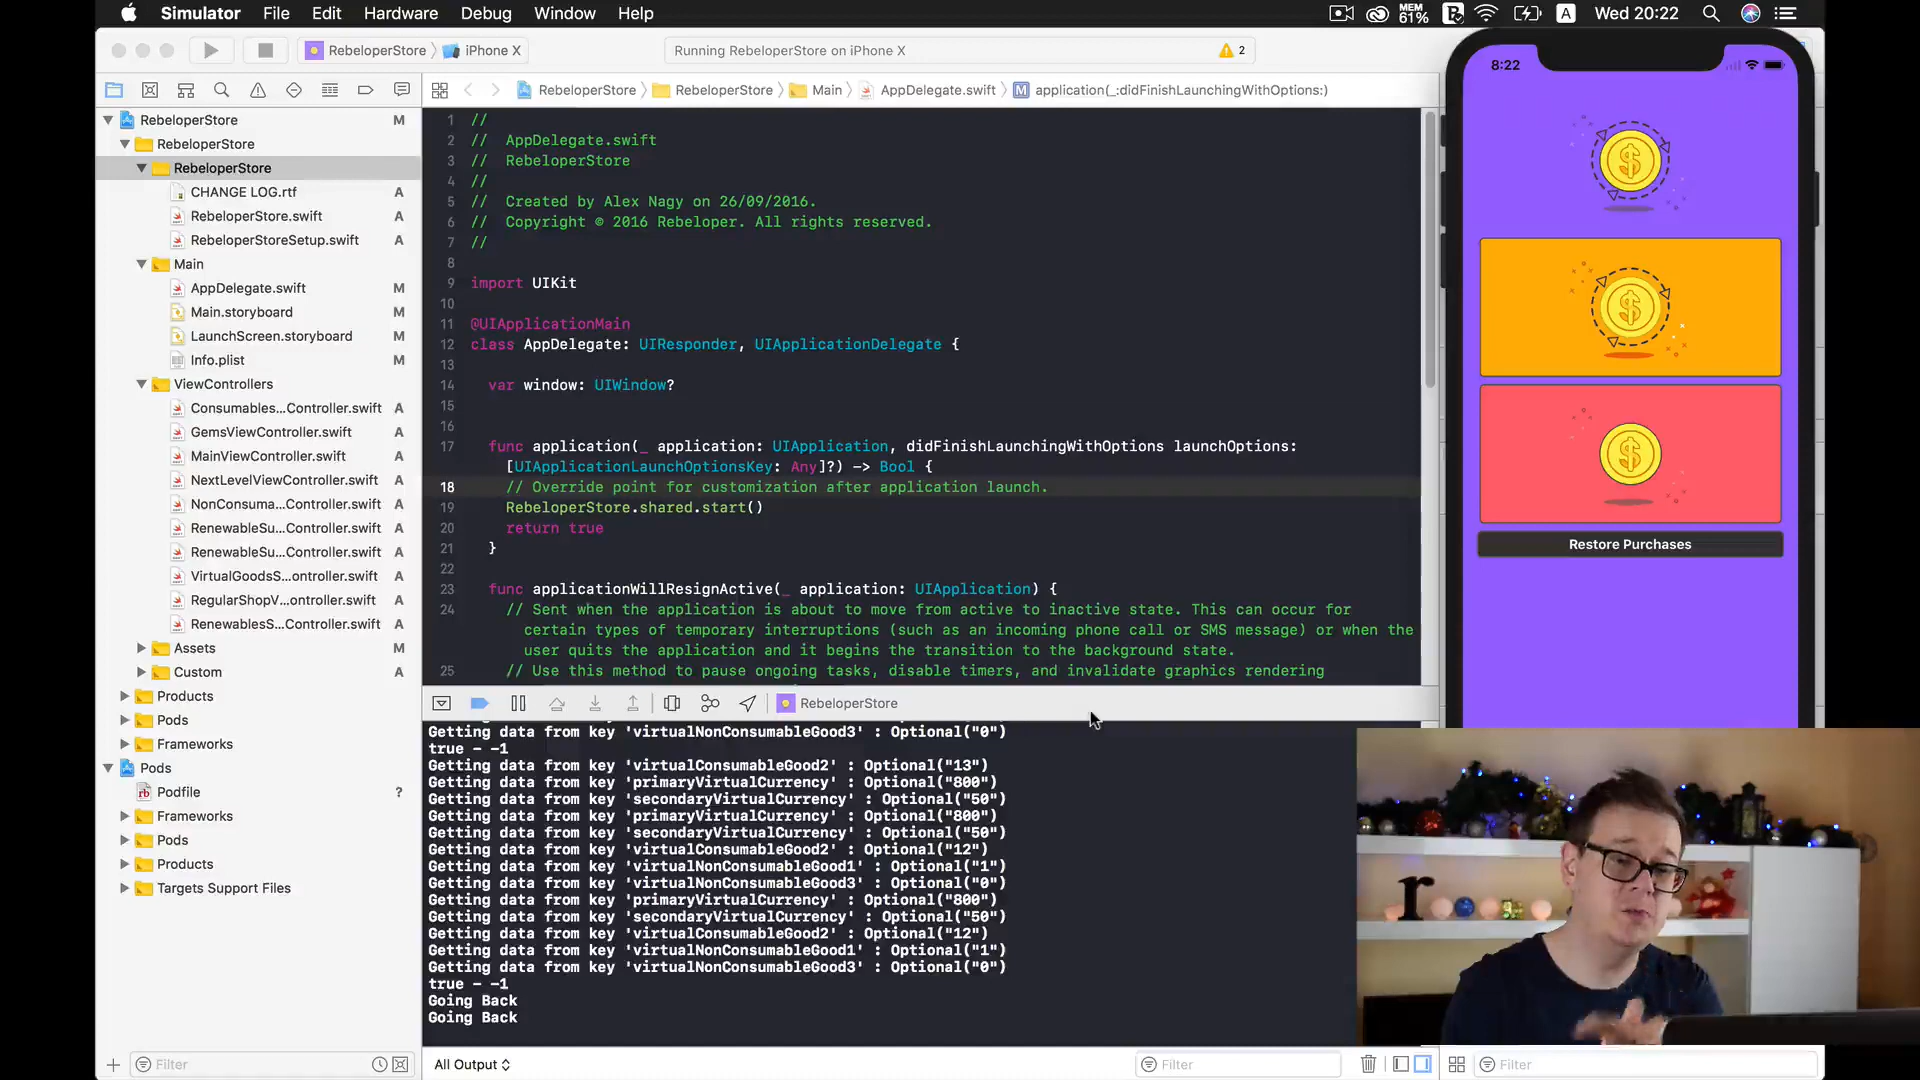 Simulator File Edit Hardware Debug Window Help MEM 61% A Wed 20:22
RebeloperStore iPhone X Running RebeloperStore on iPhone X 2
RebeloperStore RebeloperStore Main AppDelegate.swift M application(_:didFinishLaunchingWithOptions:)
RebeloperStore M
RebeloperStore
RebeloperStore
CHANGE LOG.rtf A
RebeloperStore.swift A
RebeloperStoreSetup.swift A
Main
AppDelegate.swift M
Main.storyboard M
LaunchScreen.storyboard M
Info.plist M
ViewControllers
Consumables...Controller.swift A
GemsViewController.swift A
MainViewController.swift A
NextLevelViewController.swift A
NonConsuma...Controller.swift A
RenewableSu...Controller.swift A
RenewableSu...Controller.swift A
VirtualGoodsS...ontroller.swift A
RegularShopV...ontroller.swift A
RenewablesS...Controller.swift A
Assets M
Custom A
Products
Pods
Frameworks
Pods
Podfile ?
Frameworks
Pods
Products
Targets Support Files
Filter
1 //
2 // AppDelegate.swift
3 // RebeloperStore
4 //
5 // Created by Alex Nagy on 26/09/2016.
6 // Copyright © 2016 Rebeloper. All rights reserved.
7 //
8
9 import UIKit
10
11 @UIApplicationMain
12 class AppDelegate: UIResponder, UIApplicationDelegate {
13
14 var window: UIWindow?
15
16
17 func application(_ application: UIApplication, didFinishLaunchingWithOptions launchOptions:
[UIApplicationLaunchOptionsKey: Any]?) -> Bool {
18 // Override point for customization after application launch.
19 RebeloperStore.shared.start()
20 return true
21 }
22
23 func applicationWillResignActive(_ application: UIApplication) {
24 // Sent when the application is about to move from active to inactive state. This can occur for
certain types of temporary interruptions (such as an incoming phone call or SMS message) or when the
user quits the application and it begins the transition to the background state.
25 // Use this method to pause ongoing tasks, disable timers, and invalidate graphics rendering
RebeloperStore
Getting data from key 'virtualNonConsumableGood3' : Optional("0")
true - -1
Getting data from key 'virtualConsumableGood2' : Optional("13")
Getting data from key 'primaryVirtualCurrency' : Optional("800")
Getting data from key 'secondaryVirtualCurrency' : Optional("50")
Getting data from key 'primaryVirtualCurrency' : Optional("800")
Getting data from key 'secondaryVirtualCurrency' : Optional("50")
Getting data from key 'virtualConsumableGood2' : Optional("12")
Getting data from key 'virtualNonConsumableGood1' : Optional("1")
Getting data from key 'virtualNonConsumableGood3' : Optional("0")
Getting data from key 'primaryVirtualCurrency' : Optional("800")
Getting data from key 'secondaryVirtualCurrency' : Optional("50")
Getting data from key 'virtualConsumableGood2' : Optional("12")
Getting data from key 'virtualNonConsumableGood1' : Optional("1")
Getting data from key 'virtualNonConsumableGood3' : Optional("0")
true - -1
Going Back
Going Back
All Output Filter Filter
8:22
$
$
$
Restore Purchases
r